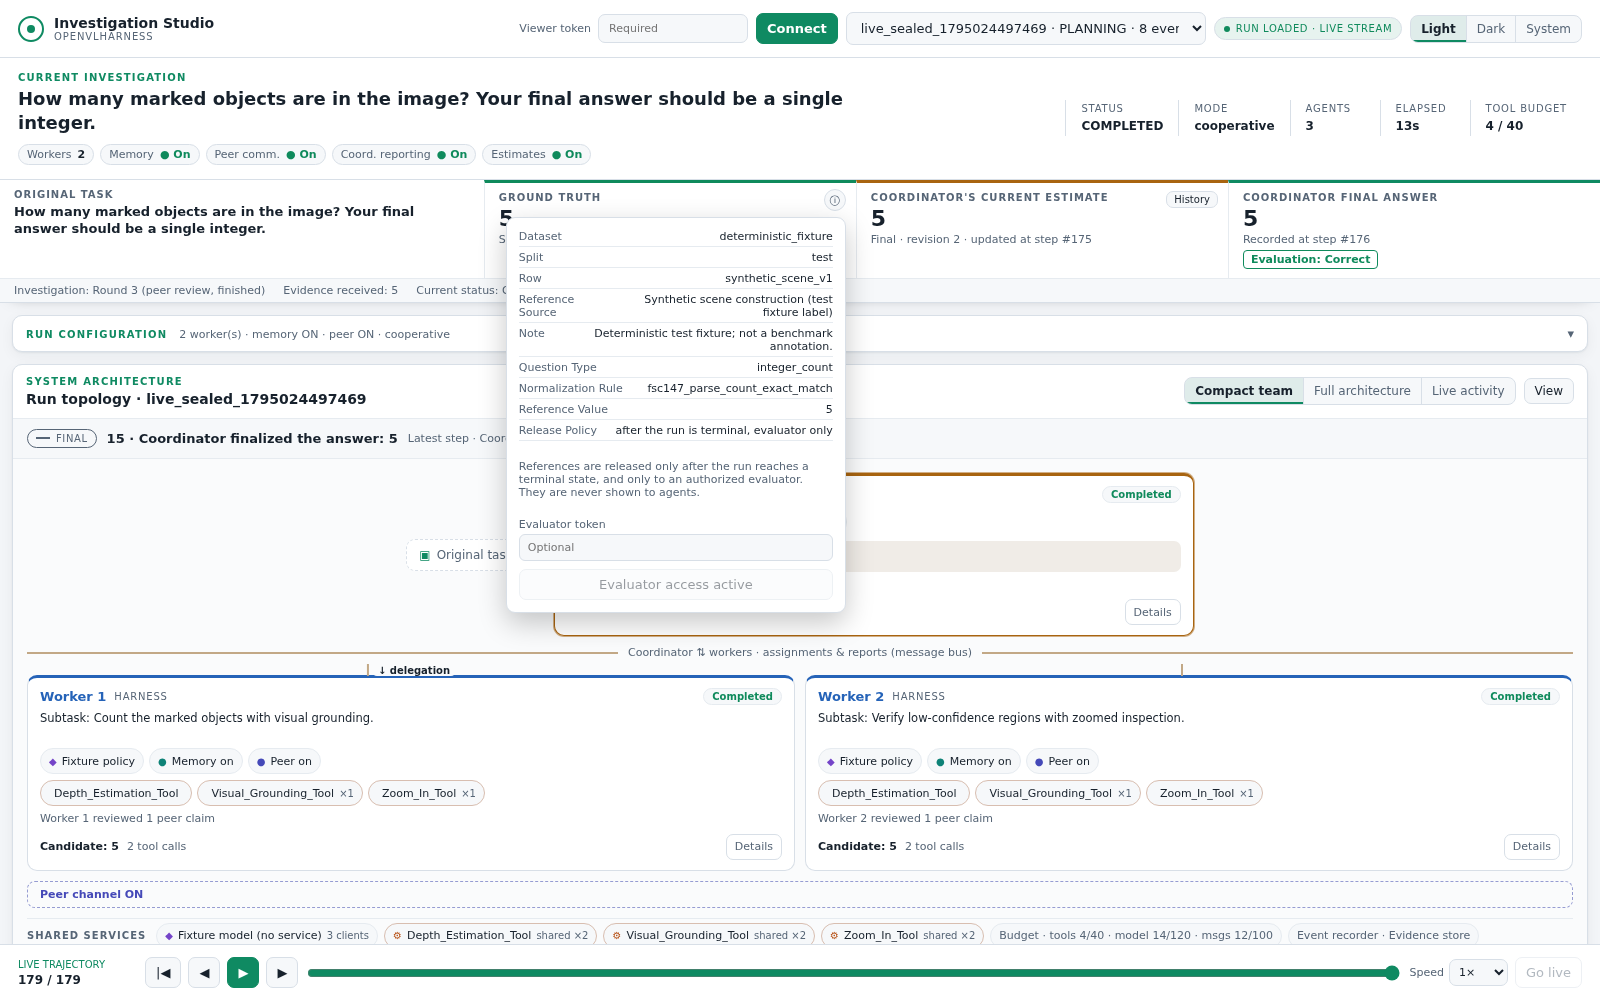 Investigation Studio
OPENVLHARNESS
Viewer token
Required
Connect
live_sealed_1795024497469 · PLANNING · 8 ever
RUN LOADED · LIVE STREAM
Light
Dark
System
CURRENT INVESTIGATION
How many marked objects are in the image? Your final answer should be a single
integer.
Workers 2
Memory ● On
Peer comm. ● On
Coord. reporting ● On
Estimates ● On
STATUS
COMPLETED
MODE
cooperative
AGENTS
3
ELAPSED
13s
TOOL BUDGET
4 / 40
ORIGINAL TASK
How many marked objects are in the image? Your final
answer should be a single integer.
GROUND TRUTH
ⓘ
5
S
COORDINATOR'S CURRENT ESTIMATE
History
5
Final · revision 2 · updated at step #175
COORDINATOR FINAL ANSWER
5
Recorded at step #176
Evaluation: Correct
Investigation: Round 3 (peer review, finished)
Evidence received: 5
Current status:
Dataset
deterministic_fixture
Split
test
Row
synthetic_scene_v1
Reference
Source
Synthetic scene construction (test
fixture label)
Note
Deterministic test fixture; not a benchmark
annotation.
Question Type
integer_count
Normalization Rule
fsc147_parse_count_exact_match
Reference Value
5
Release Policy
after the run is terminal, evaluator only
References are released only after the run reaches a
terminal state, and only to an authorized evaluator.
They are never shown to agents.
Evaluator token
Optional
Evaluator access active
RUN CONFIGURATION
2 worker(s) · memory ON · peer ON · cooperative
▾
SYSTEM ARCHITECTURE
Run topology · live_sealed_1795024497469
Compact team
Full architecture
Live activity
View
FINAL
15 · Coordinator finalized the answer: 5
Latest step · Coor
Completed
Original tas
Details
Coordinator ⇅ workers · assignments & reports (message bus)
↓ delegation
Worker 1 HARNESS
Completed
Subtask: Count the marked objects with visual grounding.
◆ Fixture policy
● Memory on
● Peer on
Depth_Estimation_Tool
Visual_Grounding_Tool ×1
Zoom_In_Tool ×1
Worker 1 reviewed 1 peer claim
Candidate: 5 2 tool calls
Details
Worker 2 HARNESS
Completed
Subtask: Verify low-confidence regions with zoomed inspection.
◆ Fixture policy
● Memory on
● Peer on
Depth_Estimation_Tool
Visual_Grounding_Tool ×1
Zoom_In_Tool ×1
Worker 2 reviewed 1 peer claim
Candidate: 5 2 tool calls
Details
Peer channel ON
SHARED SERVICES
◆ Fixture model (no service) 3 clients
Depth_Estimation_Tool shared ×2
Visual_Grounding_Tool shared ×2
Zoom_In_Tool shared ×2
Budget · tools 4/40 · model 14/120 · msgs 12/100
Event recorder · Evidence store
LIVE TRAJECTORY
179 / 179
Speed
1×
Go live